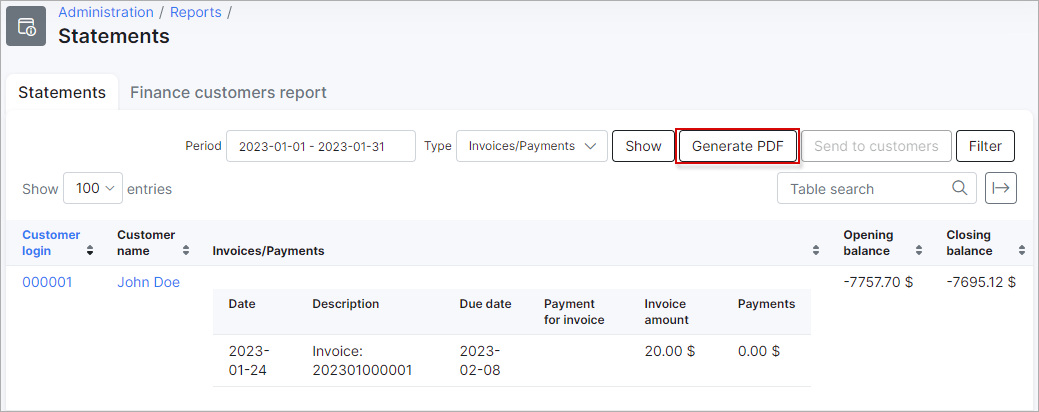 Administration / Reports /
Statements
Statements Finance customers report
Period 2023-01-01 - 2023-01-31 Type Invoices/Payments Show Generate PDF Send to customers Filter
Show 100 entries Table search
Customer login Customer name Invoices/Payments Opening balance Closing balance
000001 John Doe -7757.70 $ -7695.12 $
Date Description Due date Payment for invoice Invoice amount Payments
2023-01-24 Invoice: 202301000001 2023-02-08 20.00 $ 0.00 $